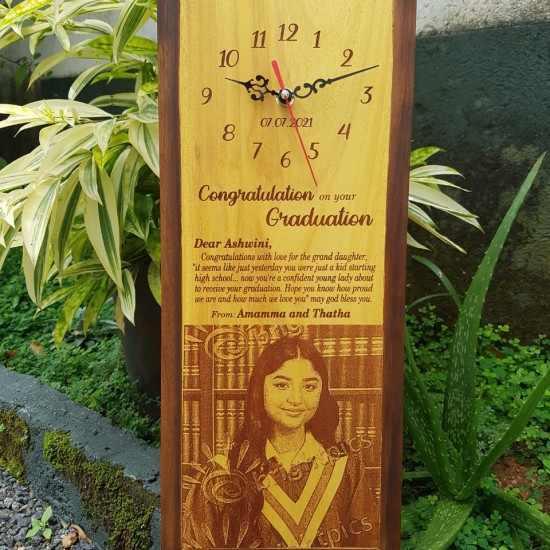 11 12 1
10 2
9 3
07.07.2021
8 4
7 6 5
Congratulation on your
Graduation
Dear Ashwini,
Congratulations with love for the grand daughter,
"it seems like just yesterday you were just a kid starting
high school... now you're a confident young lady about
to receive your graduation. Hope you know how proud
we are and how much we love you" may god bless you.
From: Amamma and Thatha